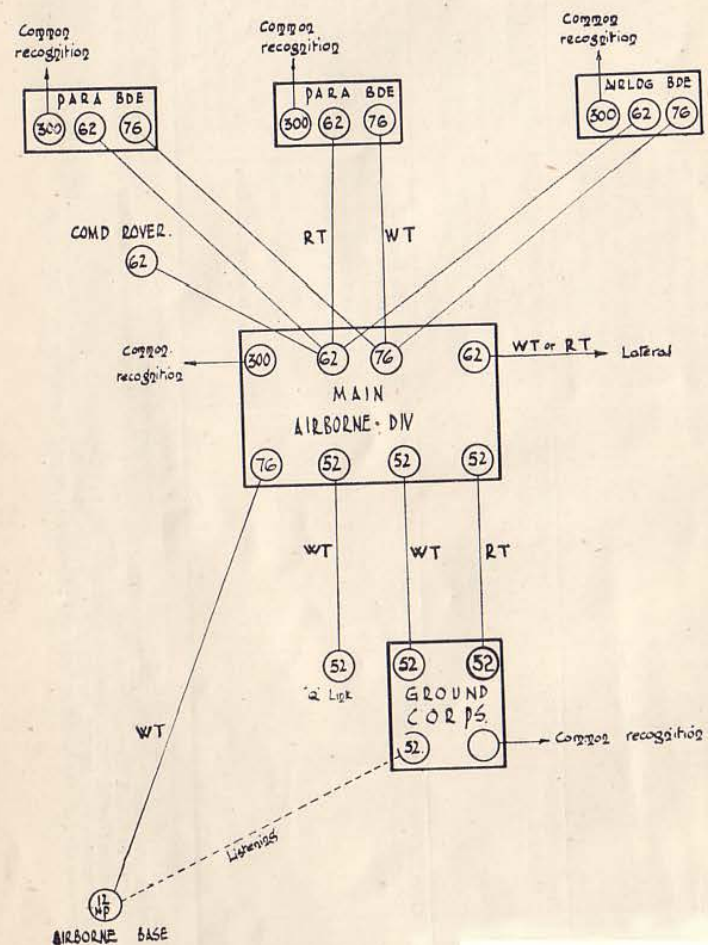 Common
recognition
Common
recognition
Common
recognition
PARA BDE
300 62 76
PARA BDE
300 62 76
AIRLDG BDE
300 62 76
COMD ROVER.
62
RT
WT
Common.
recognition
300 62 76 62
WT or RT
Lateral
MAIN
AIRBORNE. DIV
76 52 52 52
WT
WT
RT
WT
52
'Q' Link
52 52
GROUND
CORPS.
52.
Common recognition
Listening
12
HP
AIRBORNE BASE